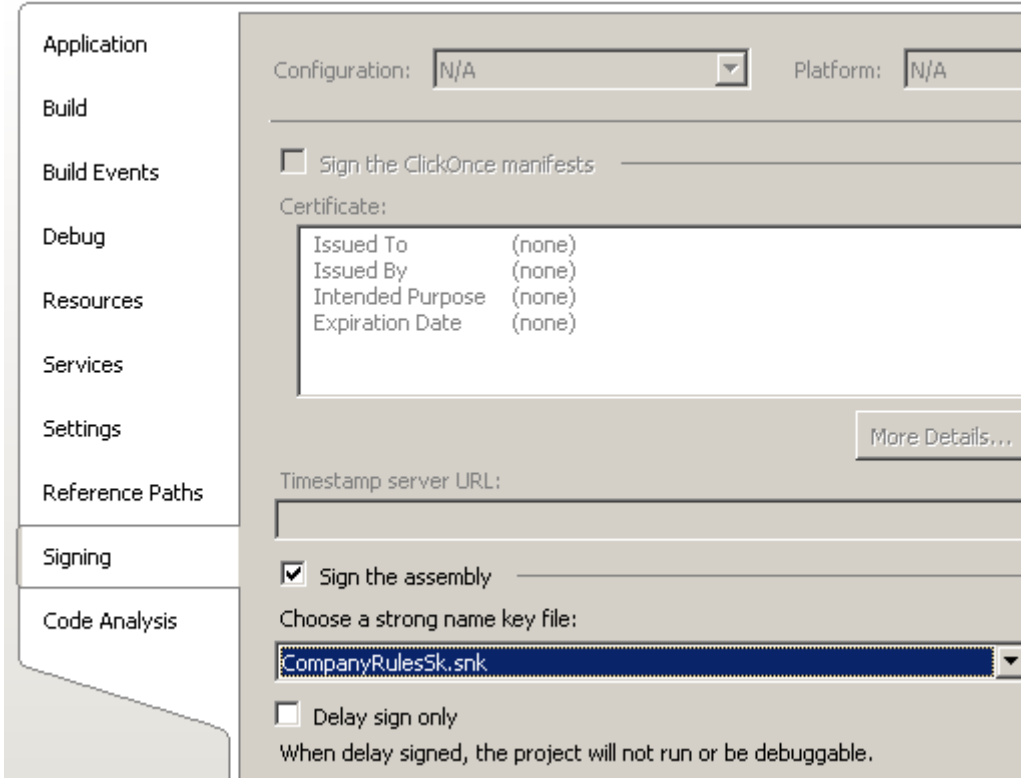 Application
Build
Build Events
Debug
Resources
Services
Settings
Reference Paths
Signing
Code Analysis
Configuration: N/A Platform: N/A
Sign the ClickOnce manifests
Certificate:
Issued To (none)
Issued By (none)
Intended Purpose (none)
Expiration Date (none)
More Details...
Timestamp server URL:
Sign the assembly
Choose a strong name key file:
CompanyRulesSk.snk
Delay sign only
When delay signed, the project will not run or be debuggable.